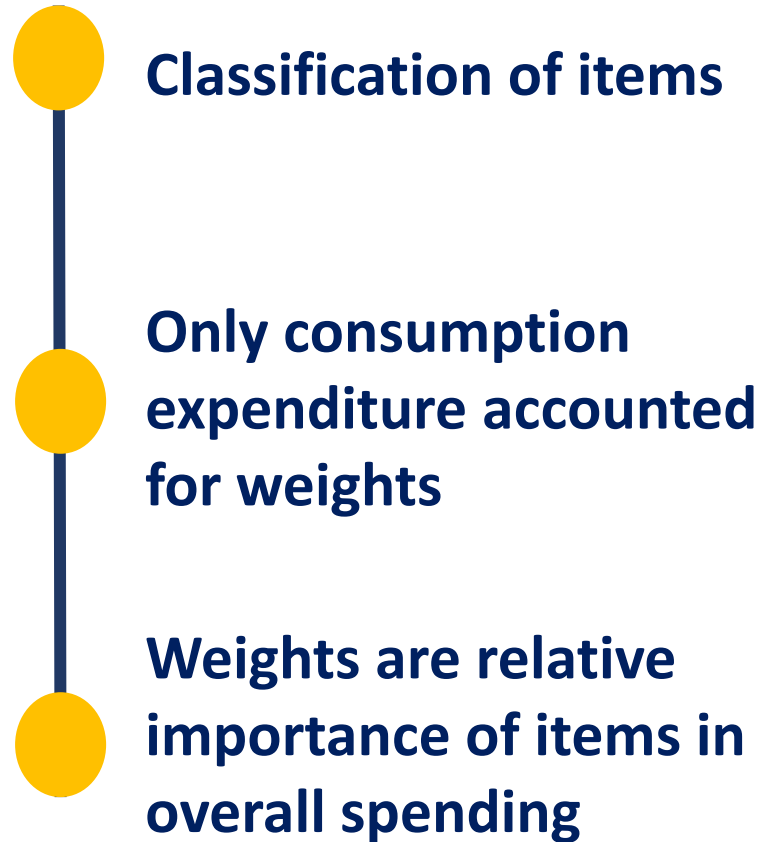 Classification of items
Only consumption
expenditure accounted
for weights
Weights are relative
importance of items in
overall spending